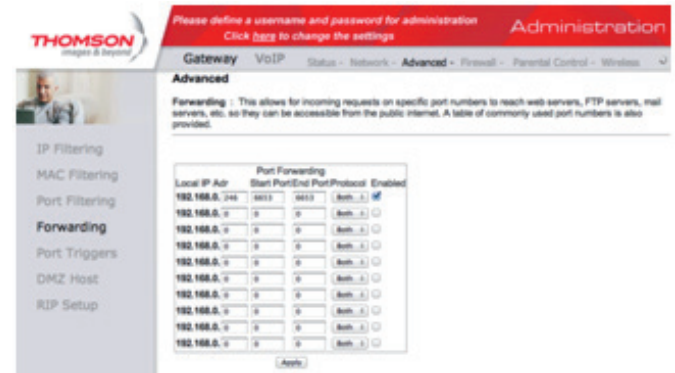 THOMSON
images & beyond
Please define a username and password for administration
Click here to change the settings
Administration
Gateway VoIP Status - Network - Advanced - Firewall - Parental Control - Wireless
Advanced
Forwarding : This allows for incoming requests on specific port numbers to reach web servers, FTP servers, mail
servers, etc. so they can be accessible from the public internet. A table of commonly used port numbers is also
provided.
IP Filtering
MAC Filtering
Port Filtering
Forwarding
Port Triggers
DMZ Host
RIP Setup
Port Forwarding
Local IP Adr Start Port End Port Protocol Enabled
192.168.0. 246 6653 6653 Both
192.168.0. 0 0 0 Both
192.168.0. 0 0 0 Both
192.168.0. 0 0 0 Both
192.168.0. 0 0 0 Both
192.168.0. 0 0 0 Both
192.168.0. 0 0 0 Both
192.168.0. 0 0 0 Both
192.168.0. 0 0 0 Both
192.168.0. 0 0 0 Both
Apply